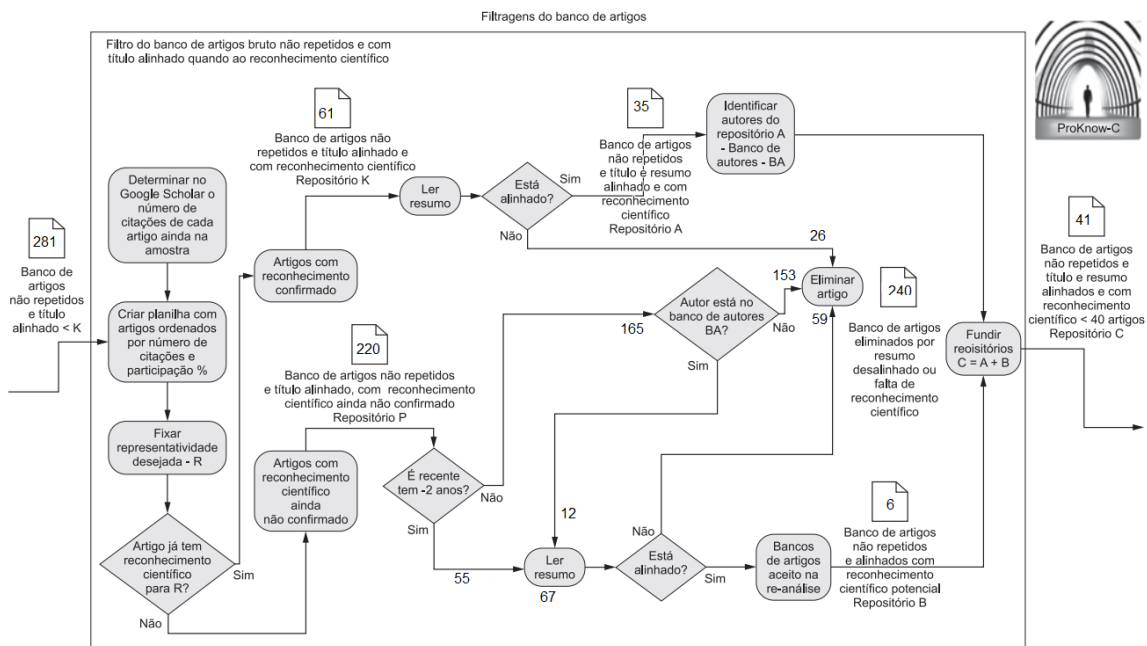 Filtragens do banco de artigos
Filtro do banco de artigos bruto não repetidos e com
título alinhado quando ao reconhecimento científico
281
Banco de
artigos
não repetidos
e título
alinhado < K
Determinar no
Google Scholar o
número de
citações de cada
artigo ainda na
amostra
Criar planilha com
artigos ordenados
por número de
citações e
participação %
Fixar
representatividade
desejada - R
Artigo já tem
reconhecimento
científico
para R?
Sim
Não
61
Banco de artigos não
repetidos e título alinhado e
com reconhecimento científico
Repositório K
Artigos com
reconhecimento
confirmado
Ler
resumo
Está
alinhado?
Sim
Não
35
Banco de
artigos não
repetidos
e título e resumo
alinhado e com
reconhecimento
científico
Repositório A
Identificar
autores do
repositório A
- Banco de
autores - BA
26
153
59
Eliminar
artigo
240
Banco de artigos
eliminados por
resumo
desalinhado ou
falta de
reconhecimento
científico
220
Banco de artigos não repetidos
e título alinhado, com reconhecimento
científico ainda não confirmado
Repositório P
Artigos com
reconhecimento
científico
ainda
não confirmado
É recente
tem -2 anos?
Não
Sim
165
Autor está no
banco de autores
BA?
Não
Sim
12
55
Ler
resumo
67
Está
alinhado?
Não
Sim
Bancos
de artigos
aceito na
re-análise
6
Banco de artigos
não repetidos
e alinhados com
reconhecimento
científico potencial
Repositório B
Fundir
reoisitórios
C = A + B
ProKnow-C
41
Banco de artigos
não repetidos e
título e resumo
alinhados e com
reconhecimento
científico < 40 artigos
Repositório C